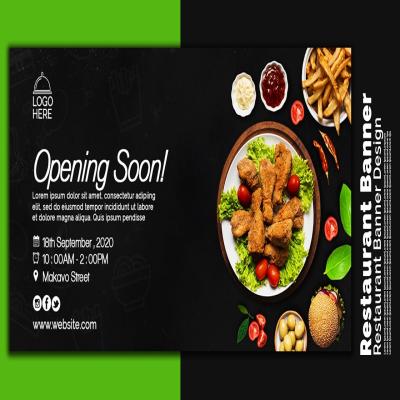 LOGO
HERE
Opening Soon!
Lorem ipsum dolor sit amet, consectetur adipiscing
elit, sed do eiusmod tempor incididunt ut labore
et dolore magna aliqua. Quis ipsum pendisse
18th September, 2020
10:00AM - 2:00PM
Makavo Street
www.website.com
Restaurant Banner
Restaurant Banner Design